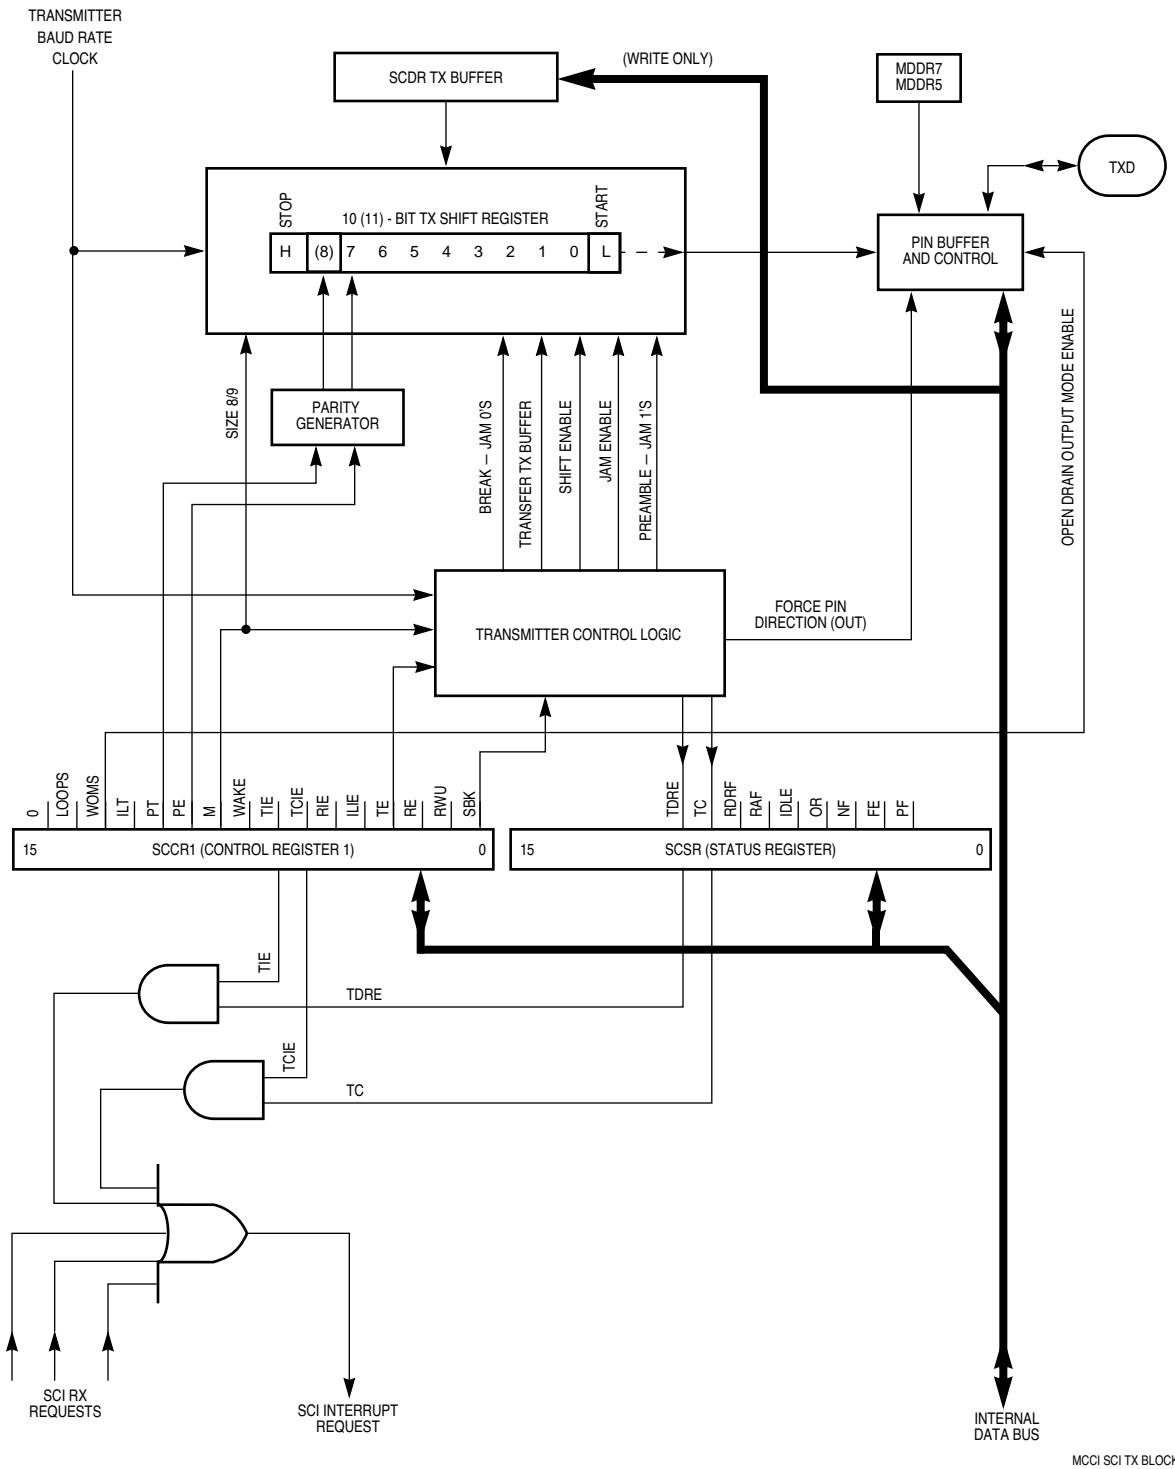 TRANSMITTER
BAUD RATE
CLOCK
SCDR TX BUFFER
(WRITE ONLY)
MDDR7
MDDR5
TXD
STOP
10 (11) - BIT TX SHIFT REGISTER
START
H (8) 7 6 5 4 3 2 1 0 L
PIN BUFFER
AND CONTROL
OPEN DRAIN OUTPUT MODE ENABLE
SIZE 8/9
PARITY
GENERATOR
BREAK — JAM 0'S
TRANSFER TX BUFFER
SHIFT ENABLE
JAM ENABLE
PREAMBLE — JAM 1'S
TRANSMITTER CONTROL LOGIC
FORCE PIN
DIRECTION (OUT)
0
LOOPS
WOMS
ILT
PT
PE
M
WAKE
TIE
TCIE
RIE
ILIE
TE
RE
RWU
SBK
TDRE
TC
RDRF
RAF
IDLE
OR
NF
FE
PF
15 SCCR1 (CONTROL REGISTER 1) 0
15 SCSR (STATUS REGISTER) 0
TIE
TDRE
TCIE
TC
SCI RX
REQUESTS
SCI INTERRUPT
REQUEST
INTERNAL
DATA BUS
MCCI SCI TX BLOCK